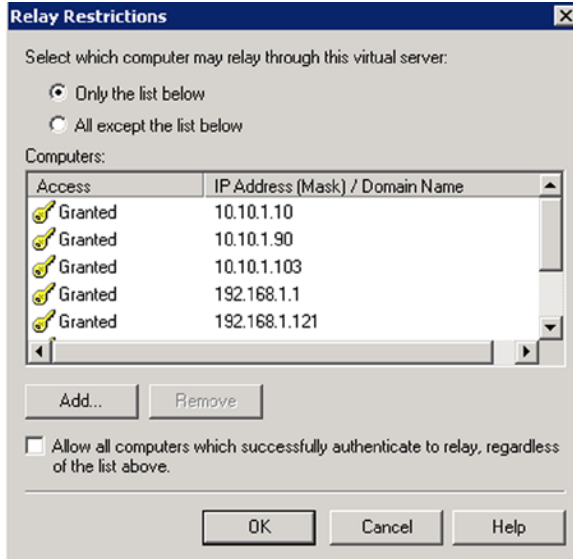 Relay Restrictions
Select which computer may relay through this virtual server:
Only the list below
All except the list below
Computers:
Access IP Address (Mask) / Domain Name
Granted 10.10.1.10
Granted 10.10.1.90
Granted 10.10.1.103
Granted 192.168.1.1
Granted 192.168.1.121
Add... Remove
Allow all computers which successfully authenticate to relay, regardless
of the list above.
OK Cancel Help